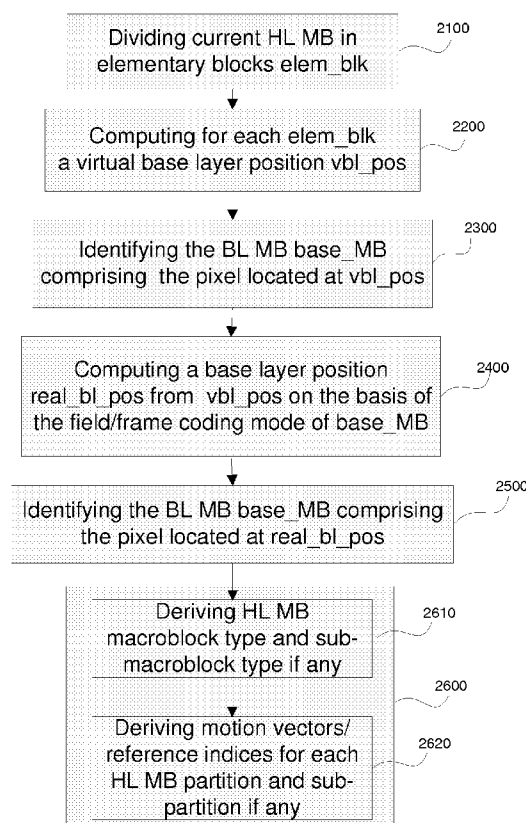 Dividing current HL MB in
elementary blocks elem_blk
2100
Computing for each elem_blk
a virtual base layer position vbl_pos
2200
Identifying the BL MB base_MB
comprising the pixel located at vbl_pos
2300
Computing a base layer position
real_bl_pos from vbl_pos on the basis of
the field/frame coding mode of base_MB
2400
Identifying the BL MB base_MB comprising
the pixel located at real_bl_pos
2500
Deriving HL MB
macroblock type and sub-
macroblock type if any
2610
2600
Deriving motion vectors/
reference indices for each
HL MB partition and sub-
partition if any
2620